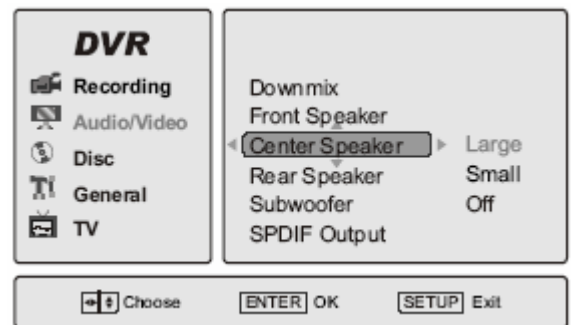 DVR
Recording
Audio/Video
Disc
General
TV
Downmix
Front Speaker
Center Speaker
Rear Speaker
Subwoofer
SPDIF Output
Large
Small
Off
Choose
ENTER OK
SETUP Exit